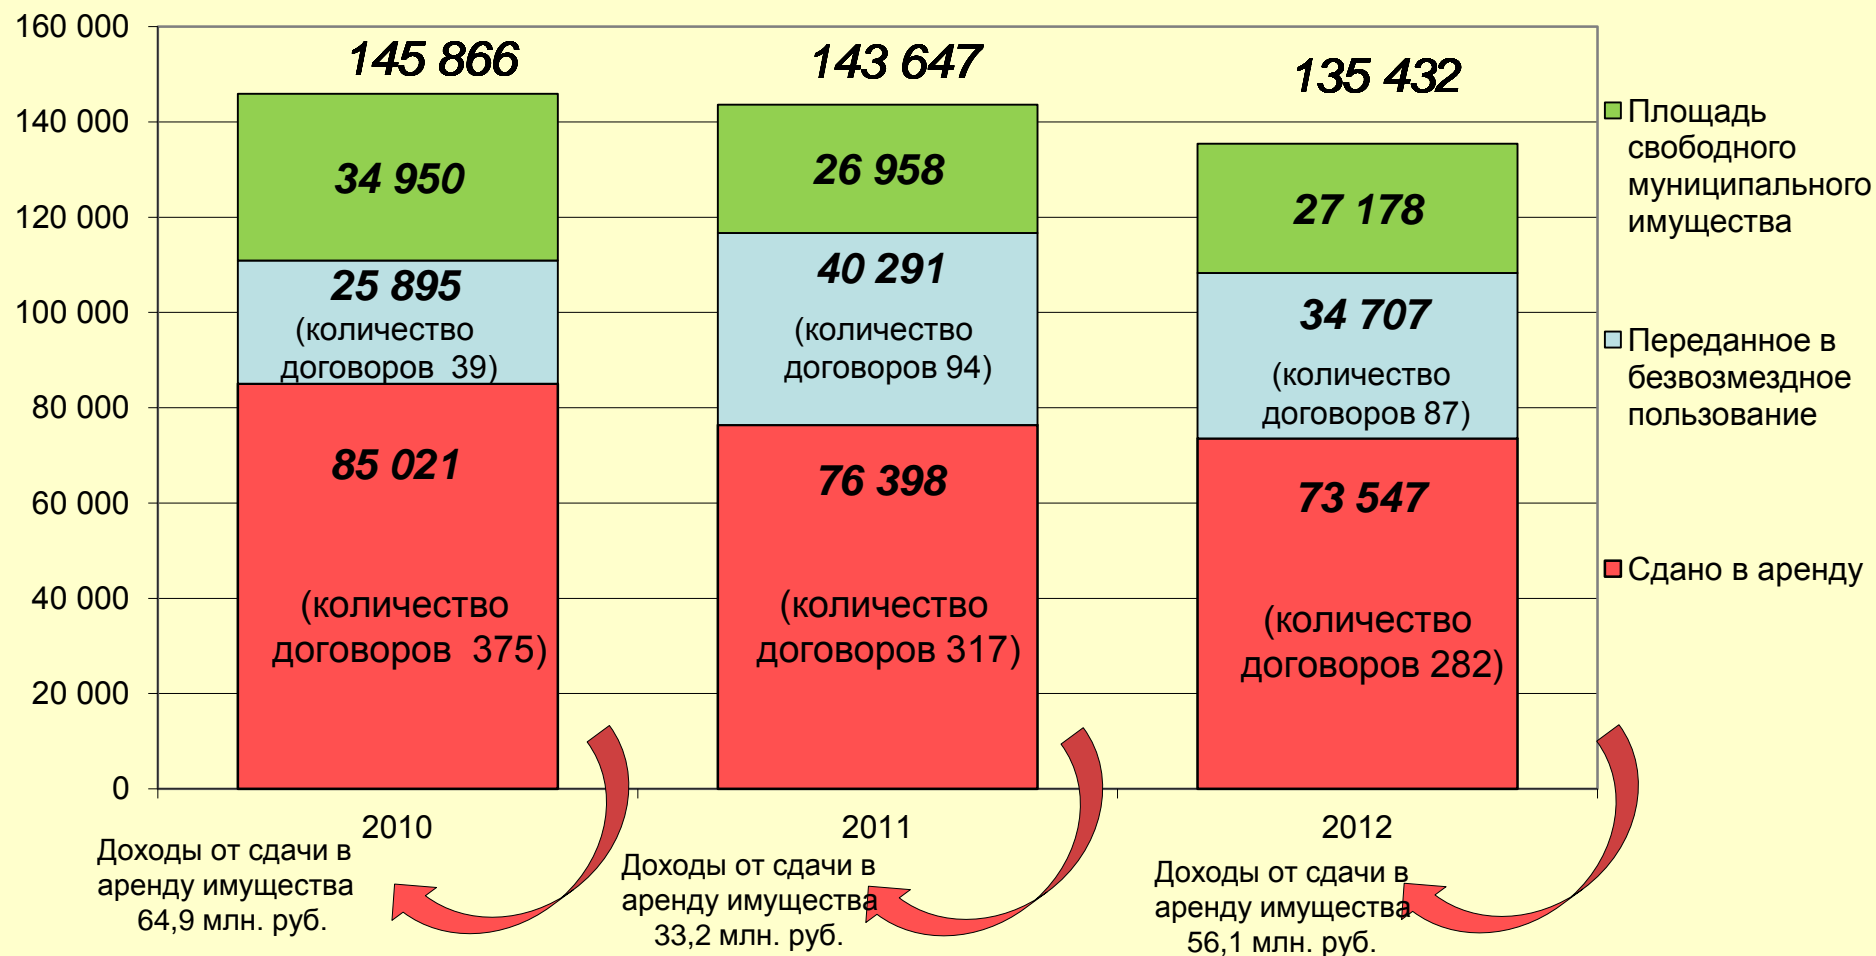 160 000
140 000
120 000
100 000
80 000
60 000
40 000
20 000
0
145 866
34 950
25 895
(количество
договоров 39)
85 021
(количество
договоров 375)
2010
Доходы от сдачи в
аренду имущества
64,9 млн. руб.
143 647
26 958
40 291
(количество
договоров 94)
76 398
(количество
договоров 317)
2011
Доходы от сдачи в
аренду имущества
33,2 млн. руб.
135 432
27 178
34 707
(количество
договоров 87)
73 547
(количество
договоров 282)
2012
Доходы от сдачи в
аренду имущества
56,1 млн. руб.
Площадь
свободного
муниципального
имущества
Переданное в
безвозмездное
пользование
Сдано в аренду